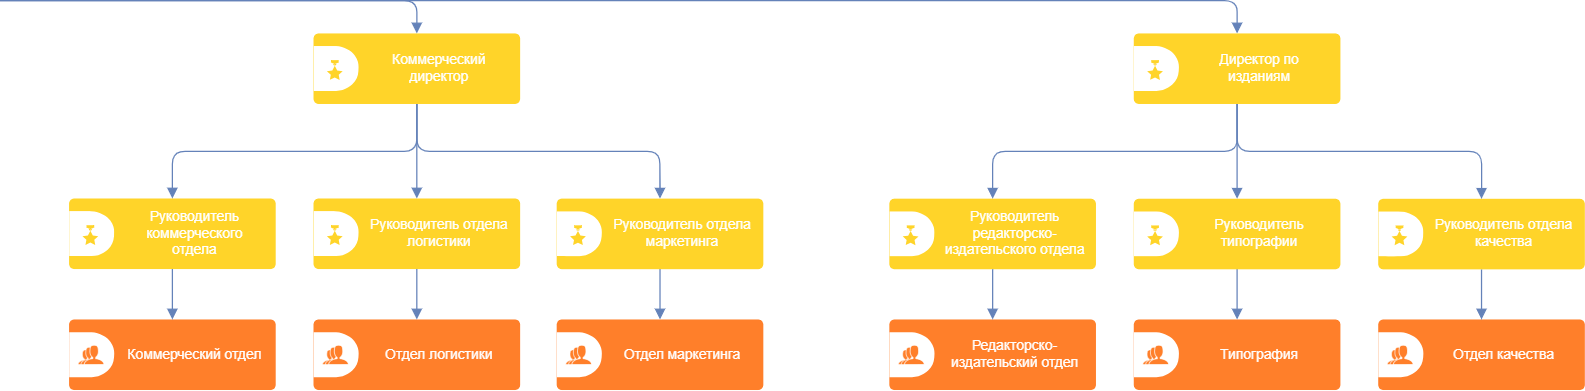 Коммерческий
директор
Директор по
изданиям
Руководитель
коммерческого
отдела
Руководитель отдела
логистики
Руководитель отдела
маркетинга
Руководитель
редакторско-
издательского отдела
Руководитель
типографии
Руководитель отдела
качества
Коммерческий отдел
Отдел логистики
Отдел маркетинга
Редакторско-
издательский отдел
Типография
Отдел качества